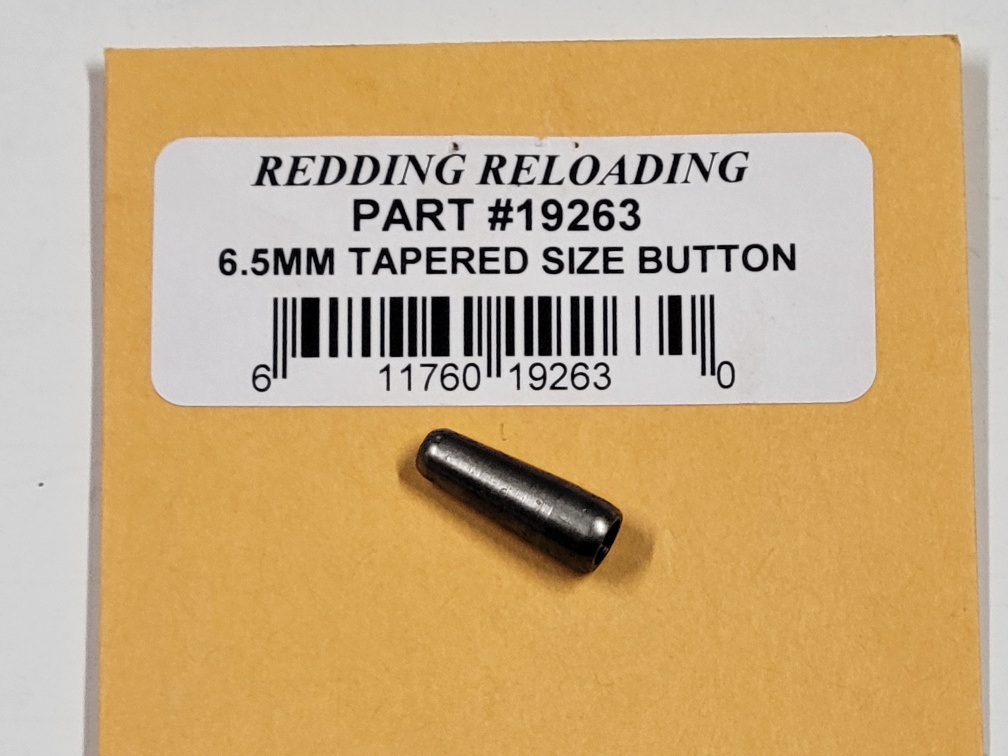 REDDING RELOADING
PART #19263
6.5MM TAPERED SIZE BUTTON
6 11760 19263 0